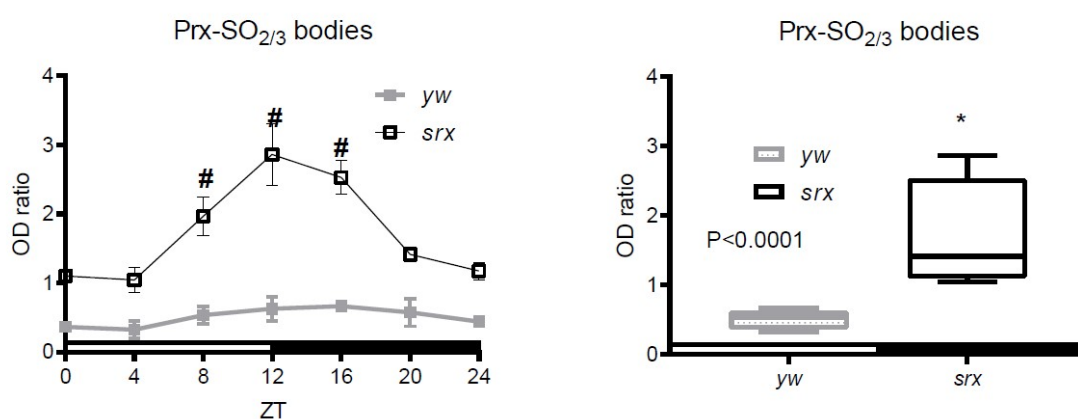 Prx-SO2/3 bodies
OD ratio
4
3
2
1
0
yw
srx
#
#
#
0 4 8 12 16 20 24
ZT
Prx-SO2/3 bodies
OD ratio
4
3
2
1
0
*
yw
srx
P<0.0001
yw srx